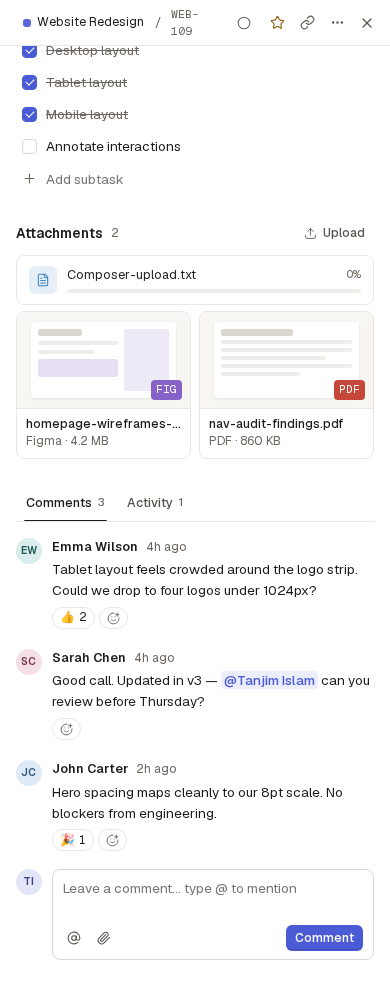 Website Redesign / WEB-
109
Desktop layout
Tablet layout
Mobile layout
Annotate interactions
Add subtask
Attachments 2 Upload
Composer-upload.txt 0%
FIG
homepage-wireframes-...
Figma · 4.2 MB
PDF
nav-audit-findings.pdf
PDF · 860 KB
Comments 3 Activity 1
EW Emma Wilson 4h ago
Tablet layout feels crowded around the logo strip.
Could we drop to four logos under 1024px?
👍 2
SC Sarah Chen 4h ago
Good call. Updated in v3 — @Tanjim Islam can you
review before Thursday?
JC John Carter 2h ago
Hero spacing maps cleanly to our 8pt scale. No
blockers from engineering.
🎉 1
TI Leave a comment... type @ to mention
Comment